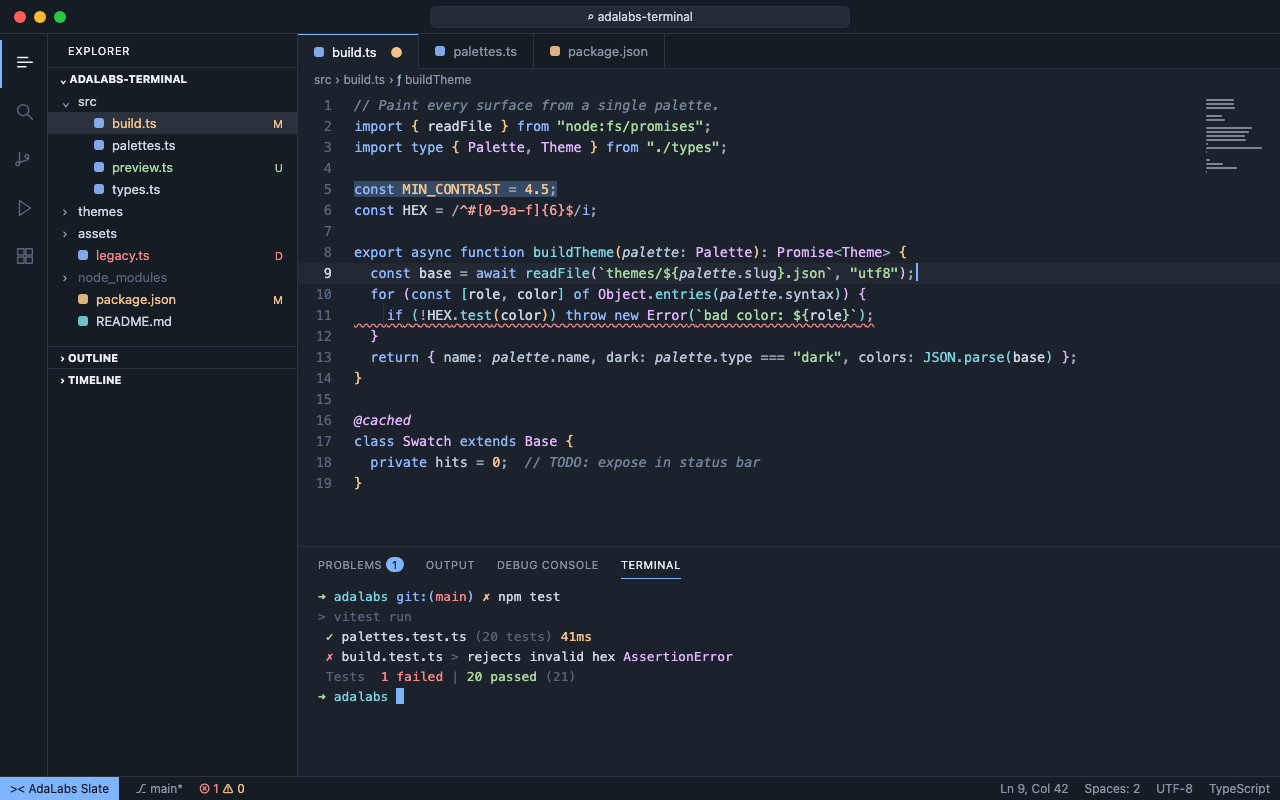 adalabs-terminal
EXPLORER
ADALABS-TERMINAL
src
build.ts M
palettes.ts
preview.ts U
types.ts
themes
assets
legacy.ts D
node_modules
package.json M
README.md
OUTLINE
TIMELINE
build.ts
palettes.ts
package.json
src › build.ts › ƒ buildTheme
1 // Paint every surface from a single palette.
2 import { readFile } from "node:fs/promises";
3 import type { Palette, Theme } from "./types";
4
5 const MIN_CONTRAST = 4.5;
6 const HEX = /^#[0-9a-f]{6}$/i;
7
8 export async function buildTheme(palette: Palette): Promise<Theme> {
9 const base = await readFile(`themes/${palette.slug}.json`, "utf8");
10 for (const [role, color] of Object.entries(palette.syntax)) {
11 if (!HEX.test(color)) throw new Error(`bad color: ${role}`);
12 }
13 return { name: palette.name, dark: palette.type === "dark", colors: JSON.parse(base) };
14 }
15
16 @cached
17 class Swatch extends Base {
18 private hits = 0; // TODO: expose in status bar
19 }
PROBLEMS 1 OUTPUT DEBUG CONSOLE TERMINAL
➜ adalabs git:(main) ✗ npm test
> vitest run
✓ palettes.test.ts (20 tests) 41ms
✗ build.test.ts > rejects invalid hex AssertionError
Tests 1 failed | 20 passed (21)
➜ adalabs
>< AdaLabs Slate main* 1 0 Ln 9, Col 42 Spaces: 2 UTF-8 TypeScript